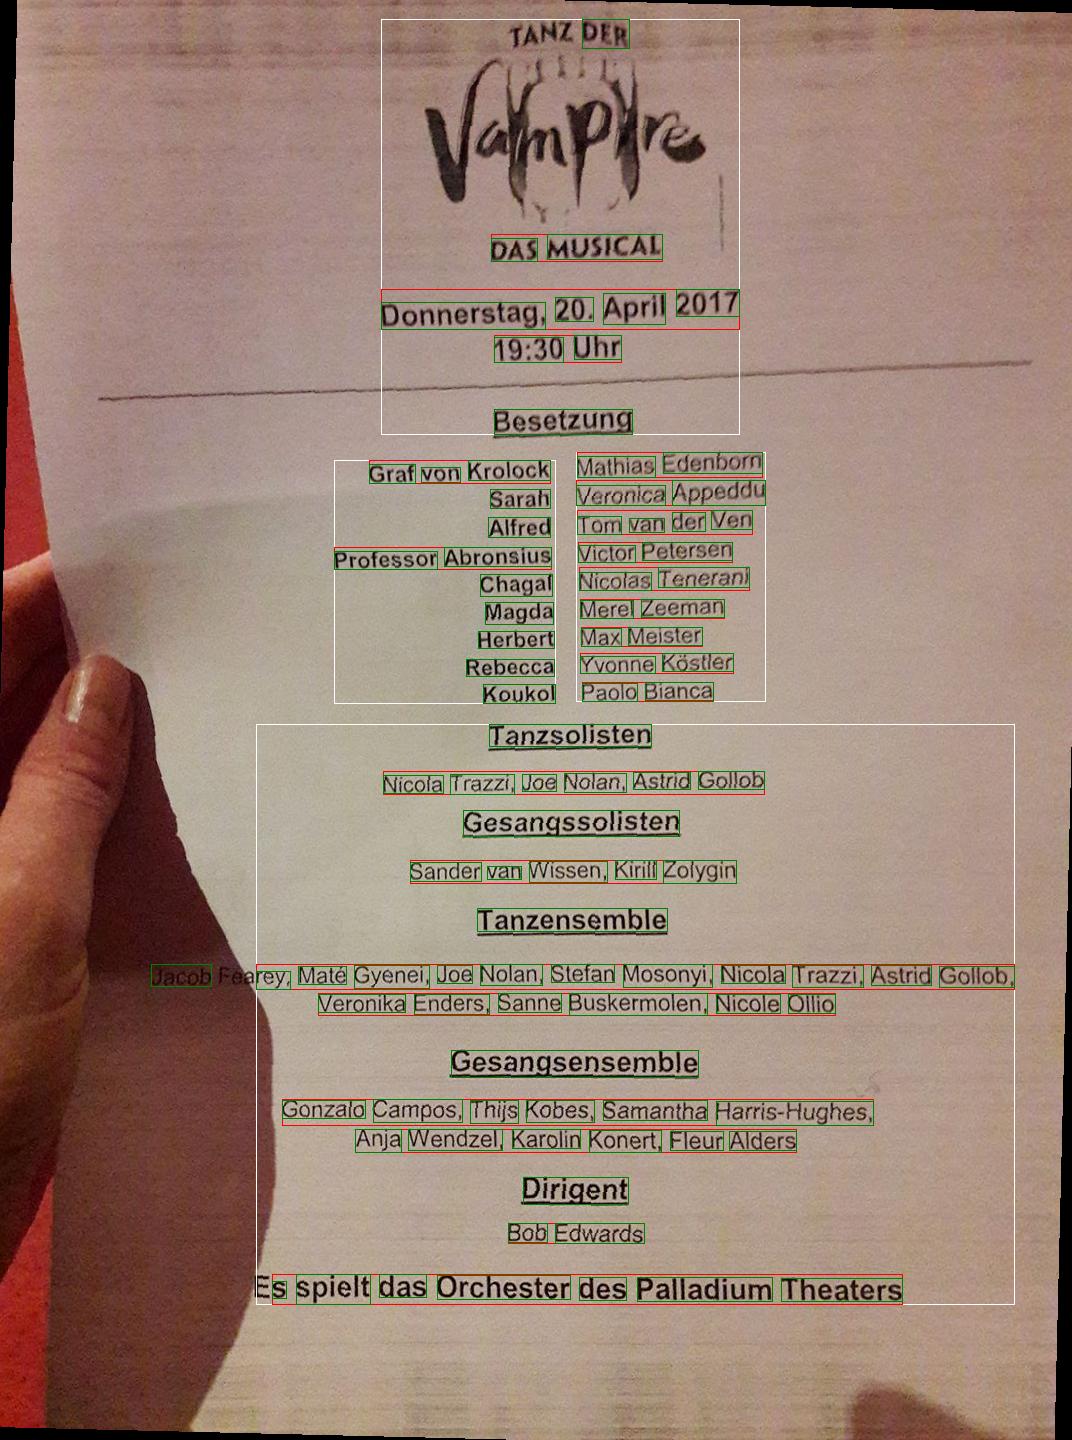 TANZ DER
Vampire
DAS MUSICAL
Donnerstag, 20. April 2017
19:30 Uhr
Besetzung
Graf von Krolock Mathias Edenborn
Sarah Veronica Appeddu
Alfred Tom van der Ven
Professor Abronsius Victor Petersen
Chagal Nicolas Tenerani
Magda Merel Zeeman
Herbert Max Meister
Rebecca Yvonne Köstler
Koukol Paolo Bianca
Tanzsolisten
Nicola Trazzi, Joe Nolan, Astrid Gollob
Gesangssolisten
Sander van Wissen, Kirill Zolygin
Tanzensemble
Jacob Fearey, Maté Gyenei, Joe Nolan, Stefan Mosonyi, Nicola Trazzi, Astrid Gollob,
Veronika Enders, Sanne Buskermolen, Nicole Ollio
Gesangsensemble
Gonzalo Campos, Thijs Kobes, Samantha Harris-Hughes,
Anja Wendzel, Karolin Konert, Fleur Alders
Dirigent
Bob Edwards
Es spielt das Orchester des Palladium Theaters